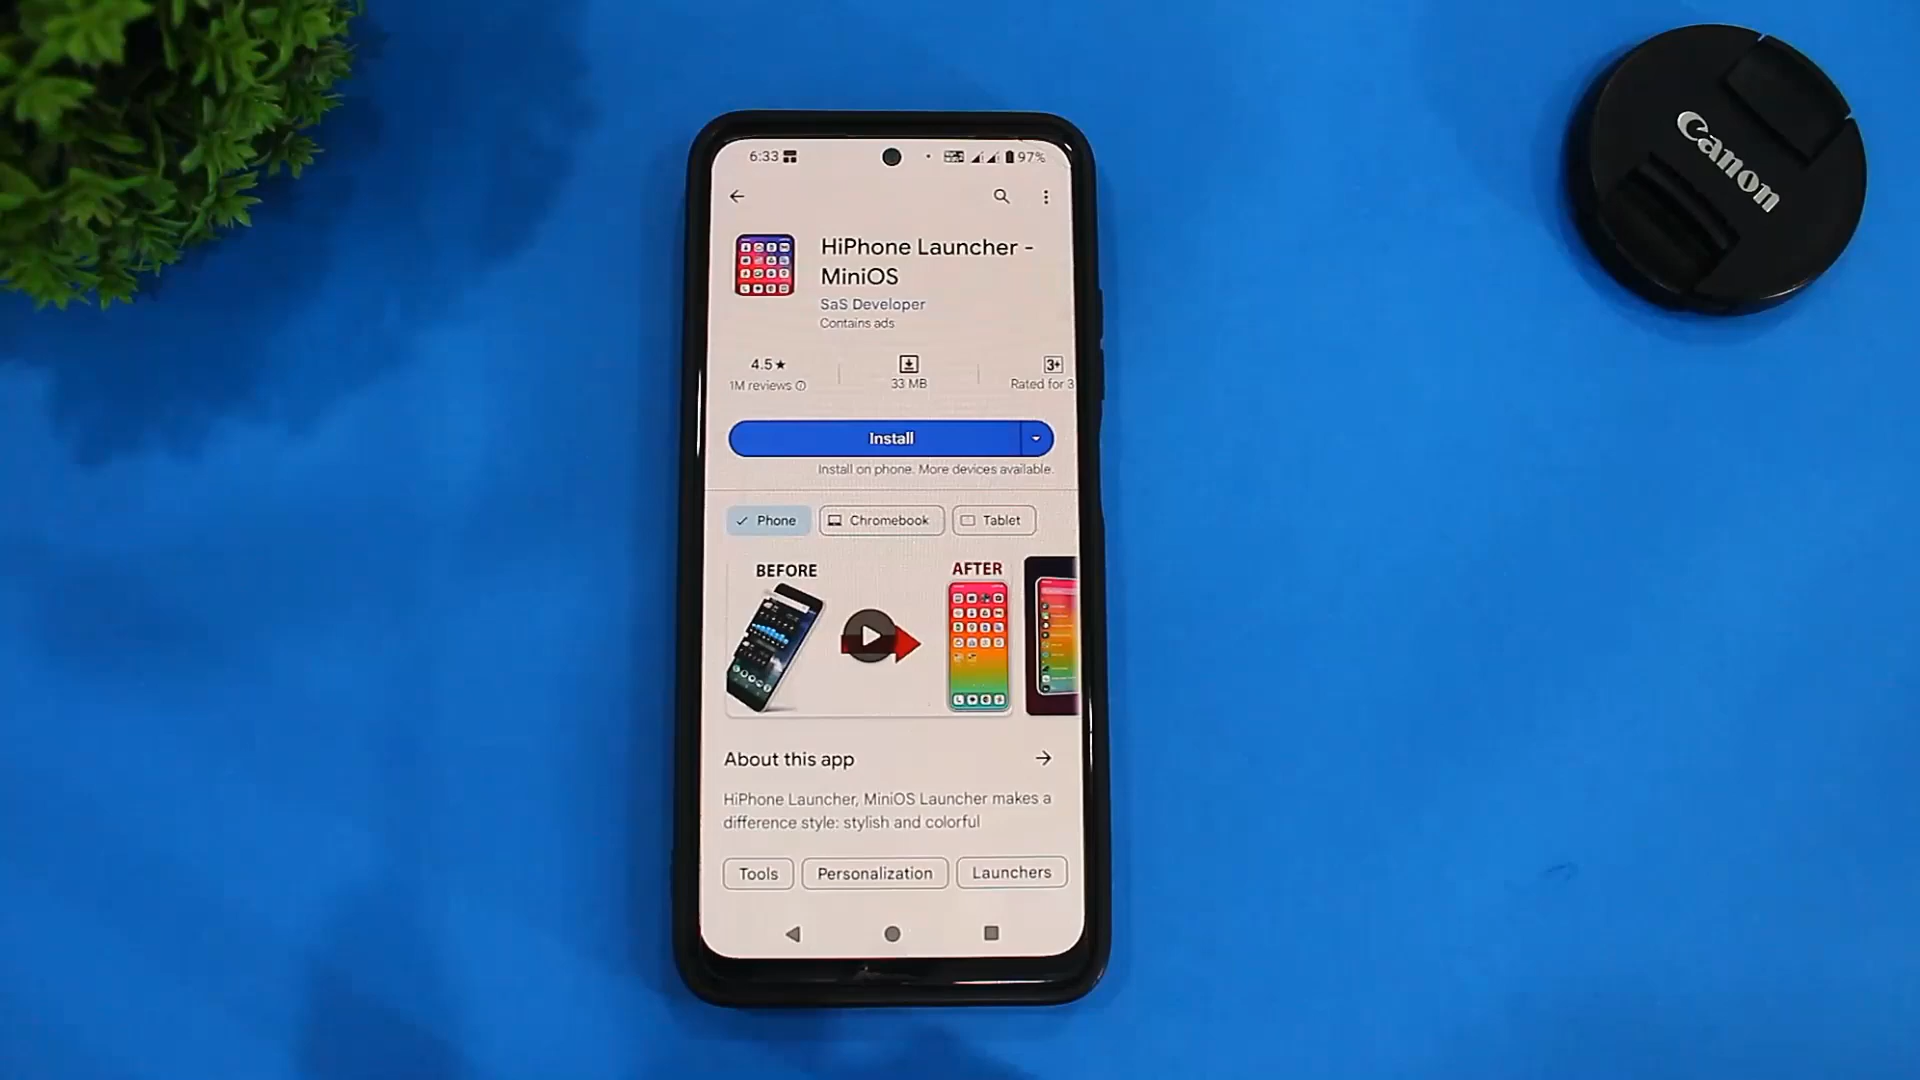 6:33
97%
HiPhone Launcher -
MiniOS
SaS Developer
Contains ads
4.5★
1M reviews
33 MB
3+
Rated for 3
Install
Install on phone. More devices available.
Phone
Chromebook
Tablet
BEFORE
AFTER
About this app
HiPhone Launcher, MiniOS Launcher makes a
difference style: stylish and colorful
Tools
Personalization
Launchers
Canon